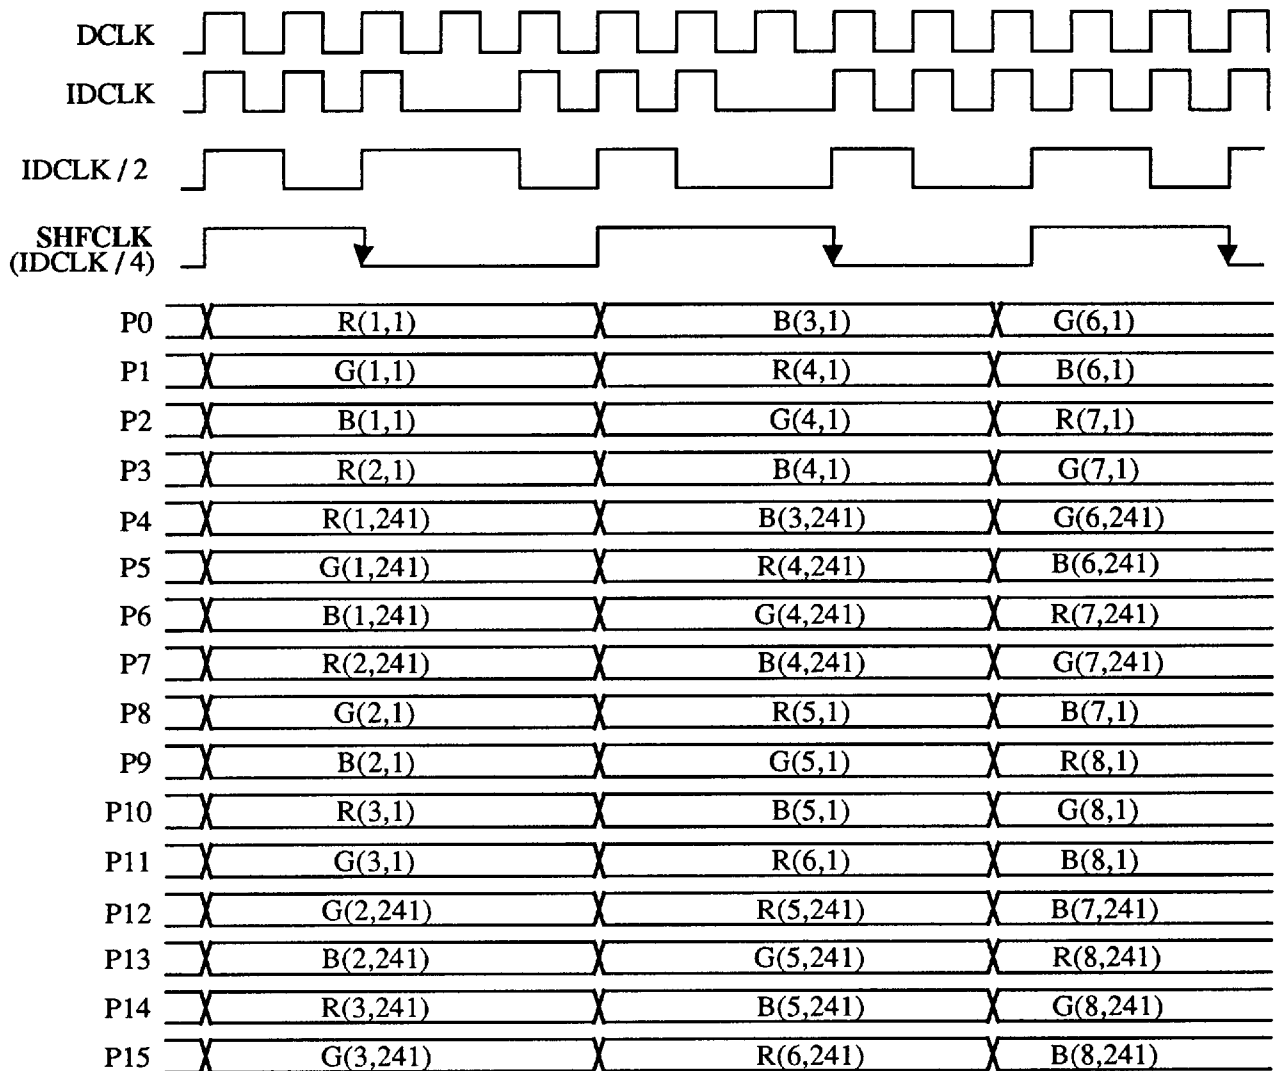 DCLK
IDCLK
IDCLK / 2
SHFCLK
(IDCLK / 4)
P0 R(1,1) B(3,1) G(6,1)
P1 G(1,1) R(4,1) B(6,1)
P2 B(1,1) G(4,1) R(7,1)
P3 R(2,1) B(4,1) G(7,1)
P4 R(1,241) B(3,241) G(6,241)
P5 G(1,241) R(4,241) B(6,241)
P6 B(1,241) G(4,241) R(7,241)
P7 R(2,241) B(4,241) G(7,241)
P8 G(2,1) R(5,1) B(7,1)
P9 B(2,1) G(5,1) R(8,1)
P10 R(3,1) B(5,1) G(8,1)
P11 G(3,1) R(6,1) B(8,1)
P12 G(2,241) R(5,241) B(7,241)
P13 B(2,241) G(5,241) R(8,241)
P14 R(3,241) B(5,241) G(8,241)
P15 G(3,241) R(6,241) B(8,241)